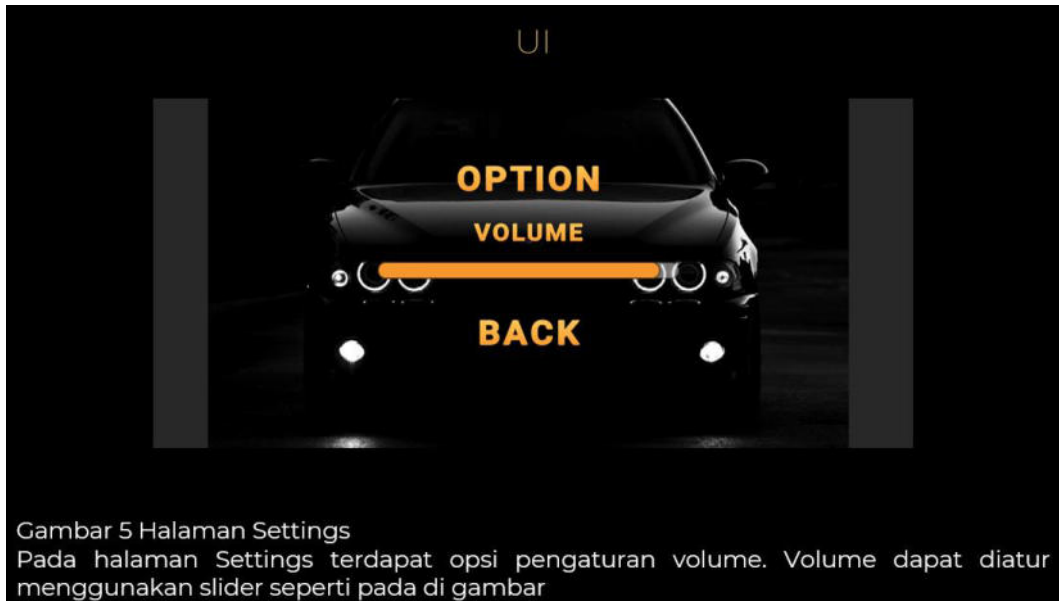 UI
OPTION
VOLUME
BACK
Gambar 5 Halaman Settings
Pada halaman Settings terdapat opsi pengaturan volume. Volume dapat diatur
menggunakan slider seperti pada di gambar